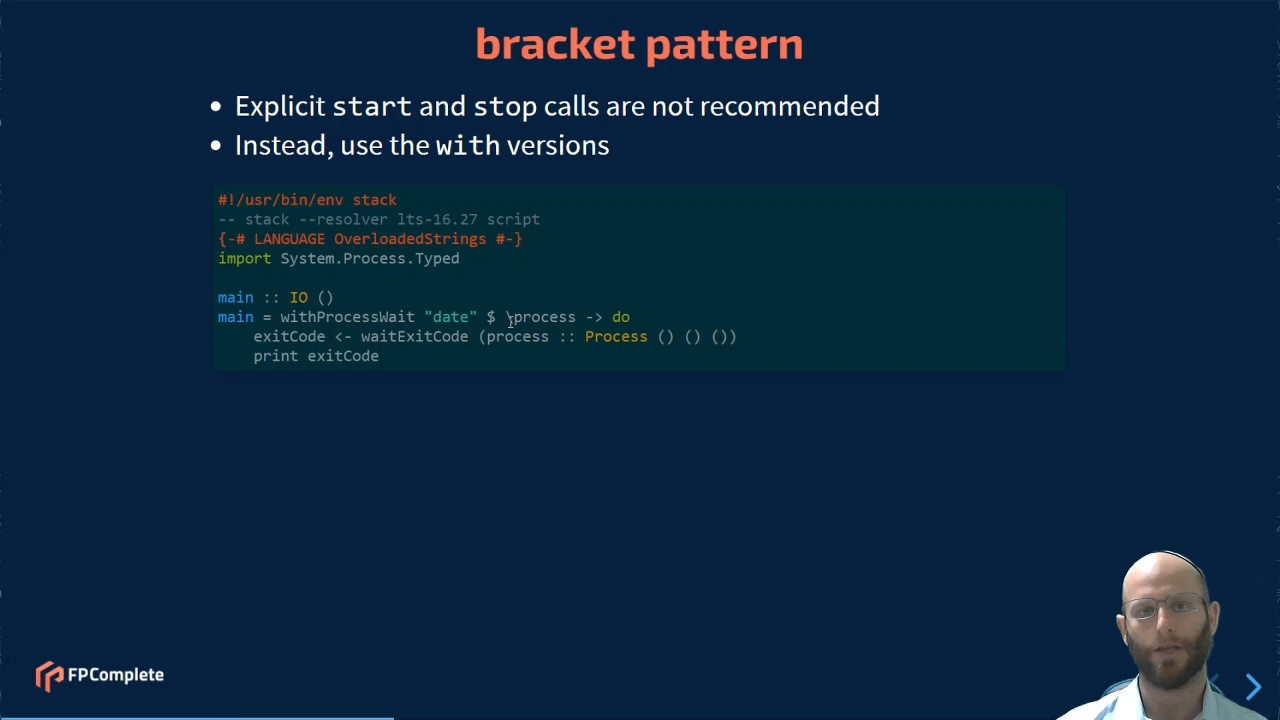 bracket pattern
• Explicit start and stop calls are not recommended
• Instead, use the with versions
#!/usr/bin/env stack
-- stack --resolver lts-16.27 script
{-# LANGUAGE OverloadedStrings #-}
import System.Process.Typed
main :: IO ()
main = withProcessWait "date" $ \process -> do
    exitCode <- waitExitCode (process :: Process () () ())
    print exitCode
FPComplete